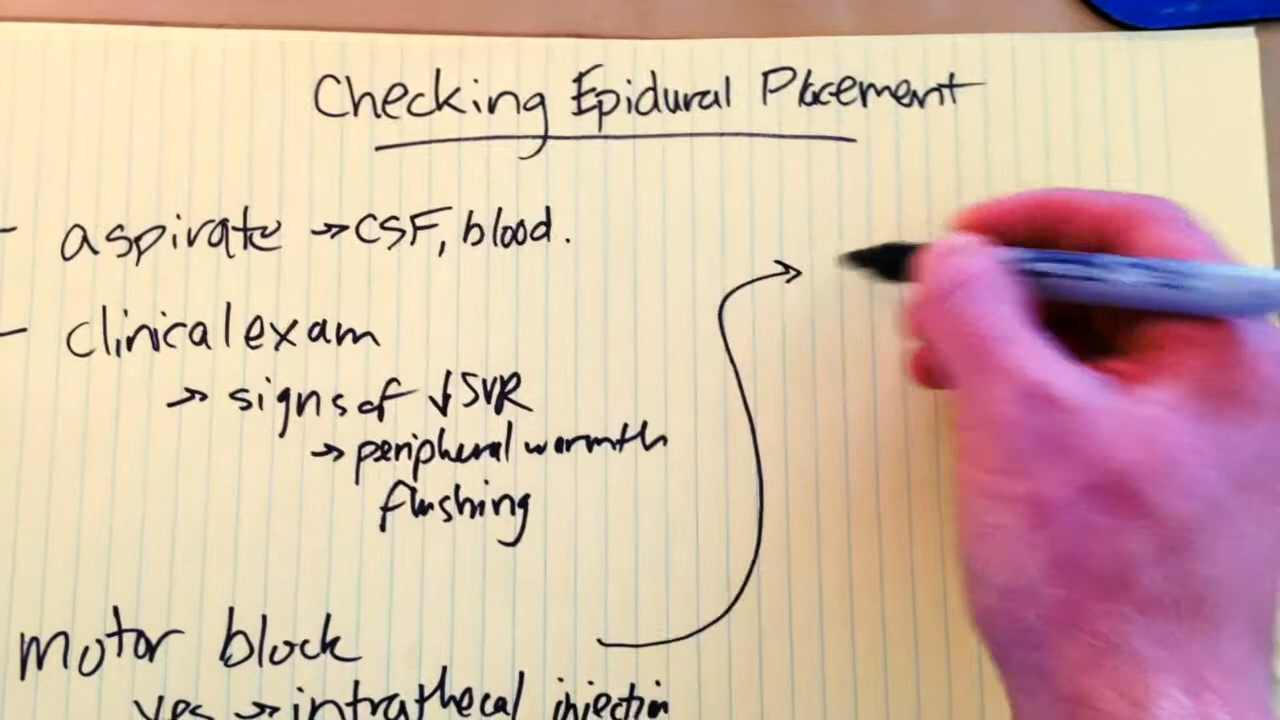 Checking Epidural Placement
- aspirate → CSF, blood.
- clinical exam
→ signs of ↓ SVR
→ peripheral warmth
flushing
motor block
yes → intrathecal injection